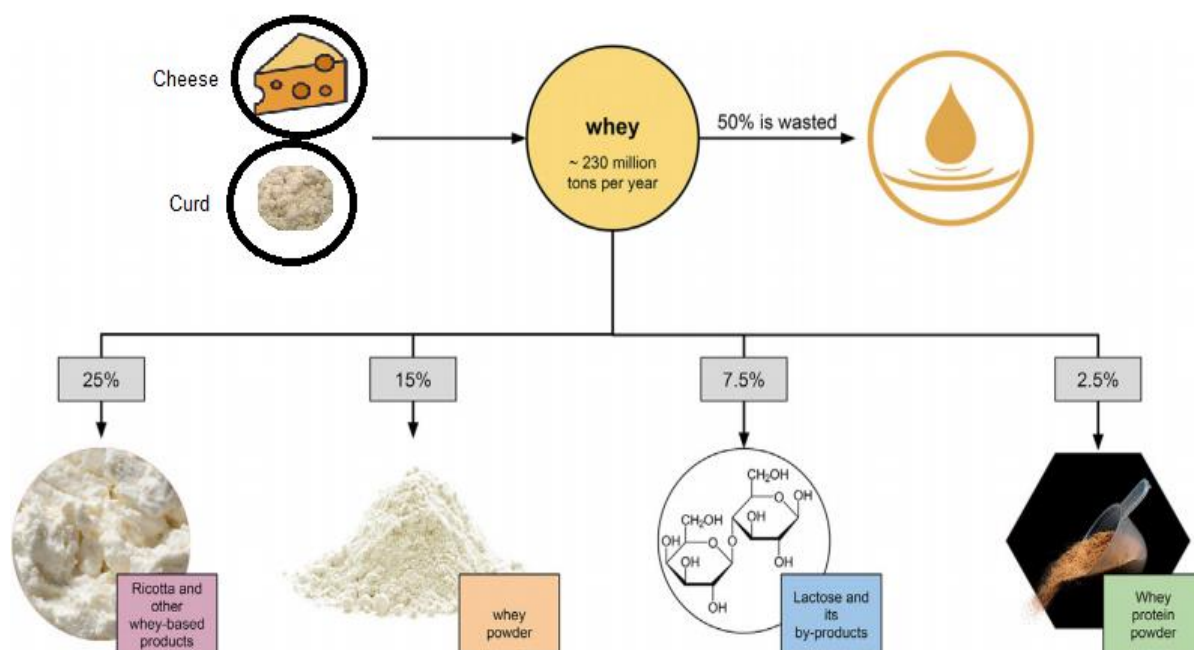 Cheese
Curd
whey
~ 230 million
tons per year
50% is wasted
25%
15%
7.5%
2.5%
Ricotta and
other
whey-based
products
whey
powder
CH₂OH
OH
O
OH
OH
CH₂OH
OH
O
O
OH
OH
OH
Lactose and
its
by-products
Whey
protein
powder